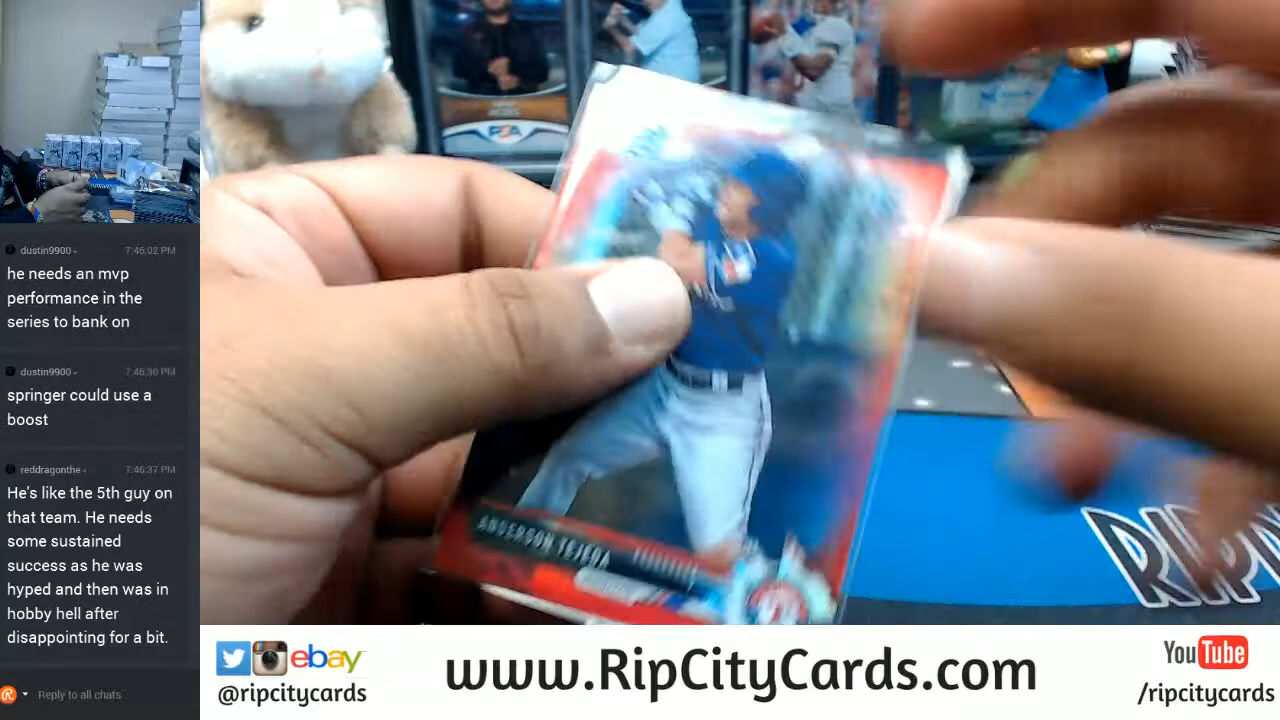 dustin9900 7:46:02 PM
he needs an mvp
performance in the
series to bank on
dustin9900 7:46:30 PM
springer could use a
boost
reddragonthe 7:46:37 PM
He's like the 5th guy on
that team. He needs
some sustained
success as he was
hyped and then was in
hobby hell after
disappointing for a bit.
Reply to all chats
PSA
ANDERSON TEJEDA
ebay
@ripcitycards
www.RipCityCards.com
YouTube
/ripcitycards